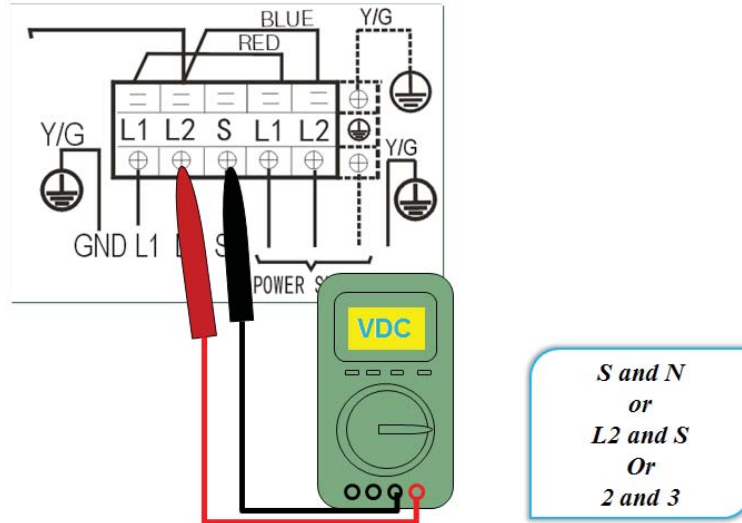 BLUE
Y/G
RED
Y/G
L1 L2 S L1 L2
Y/G
GND L1
POWER
VDC
S and N
or
L2 and S
Or
2 and 3